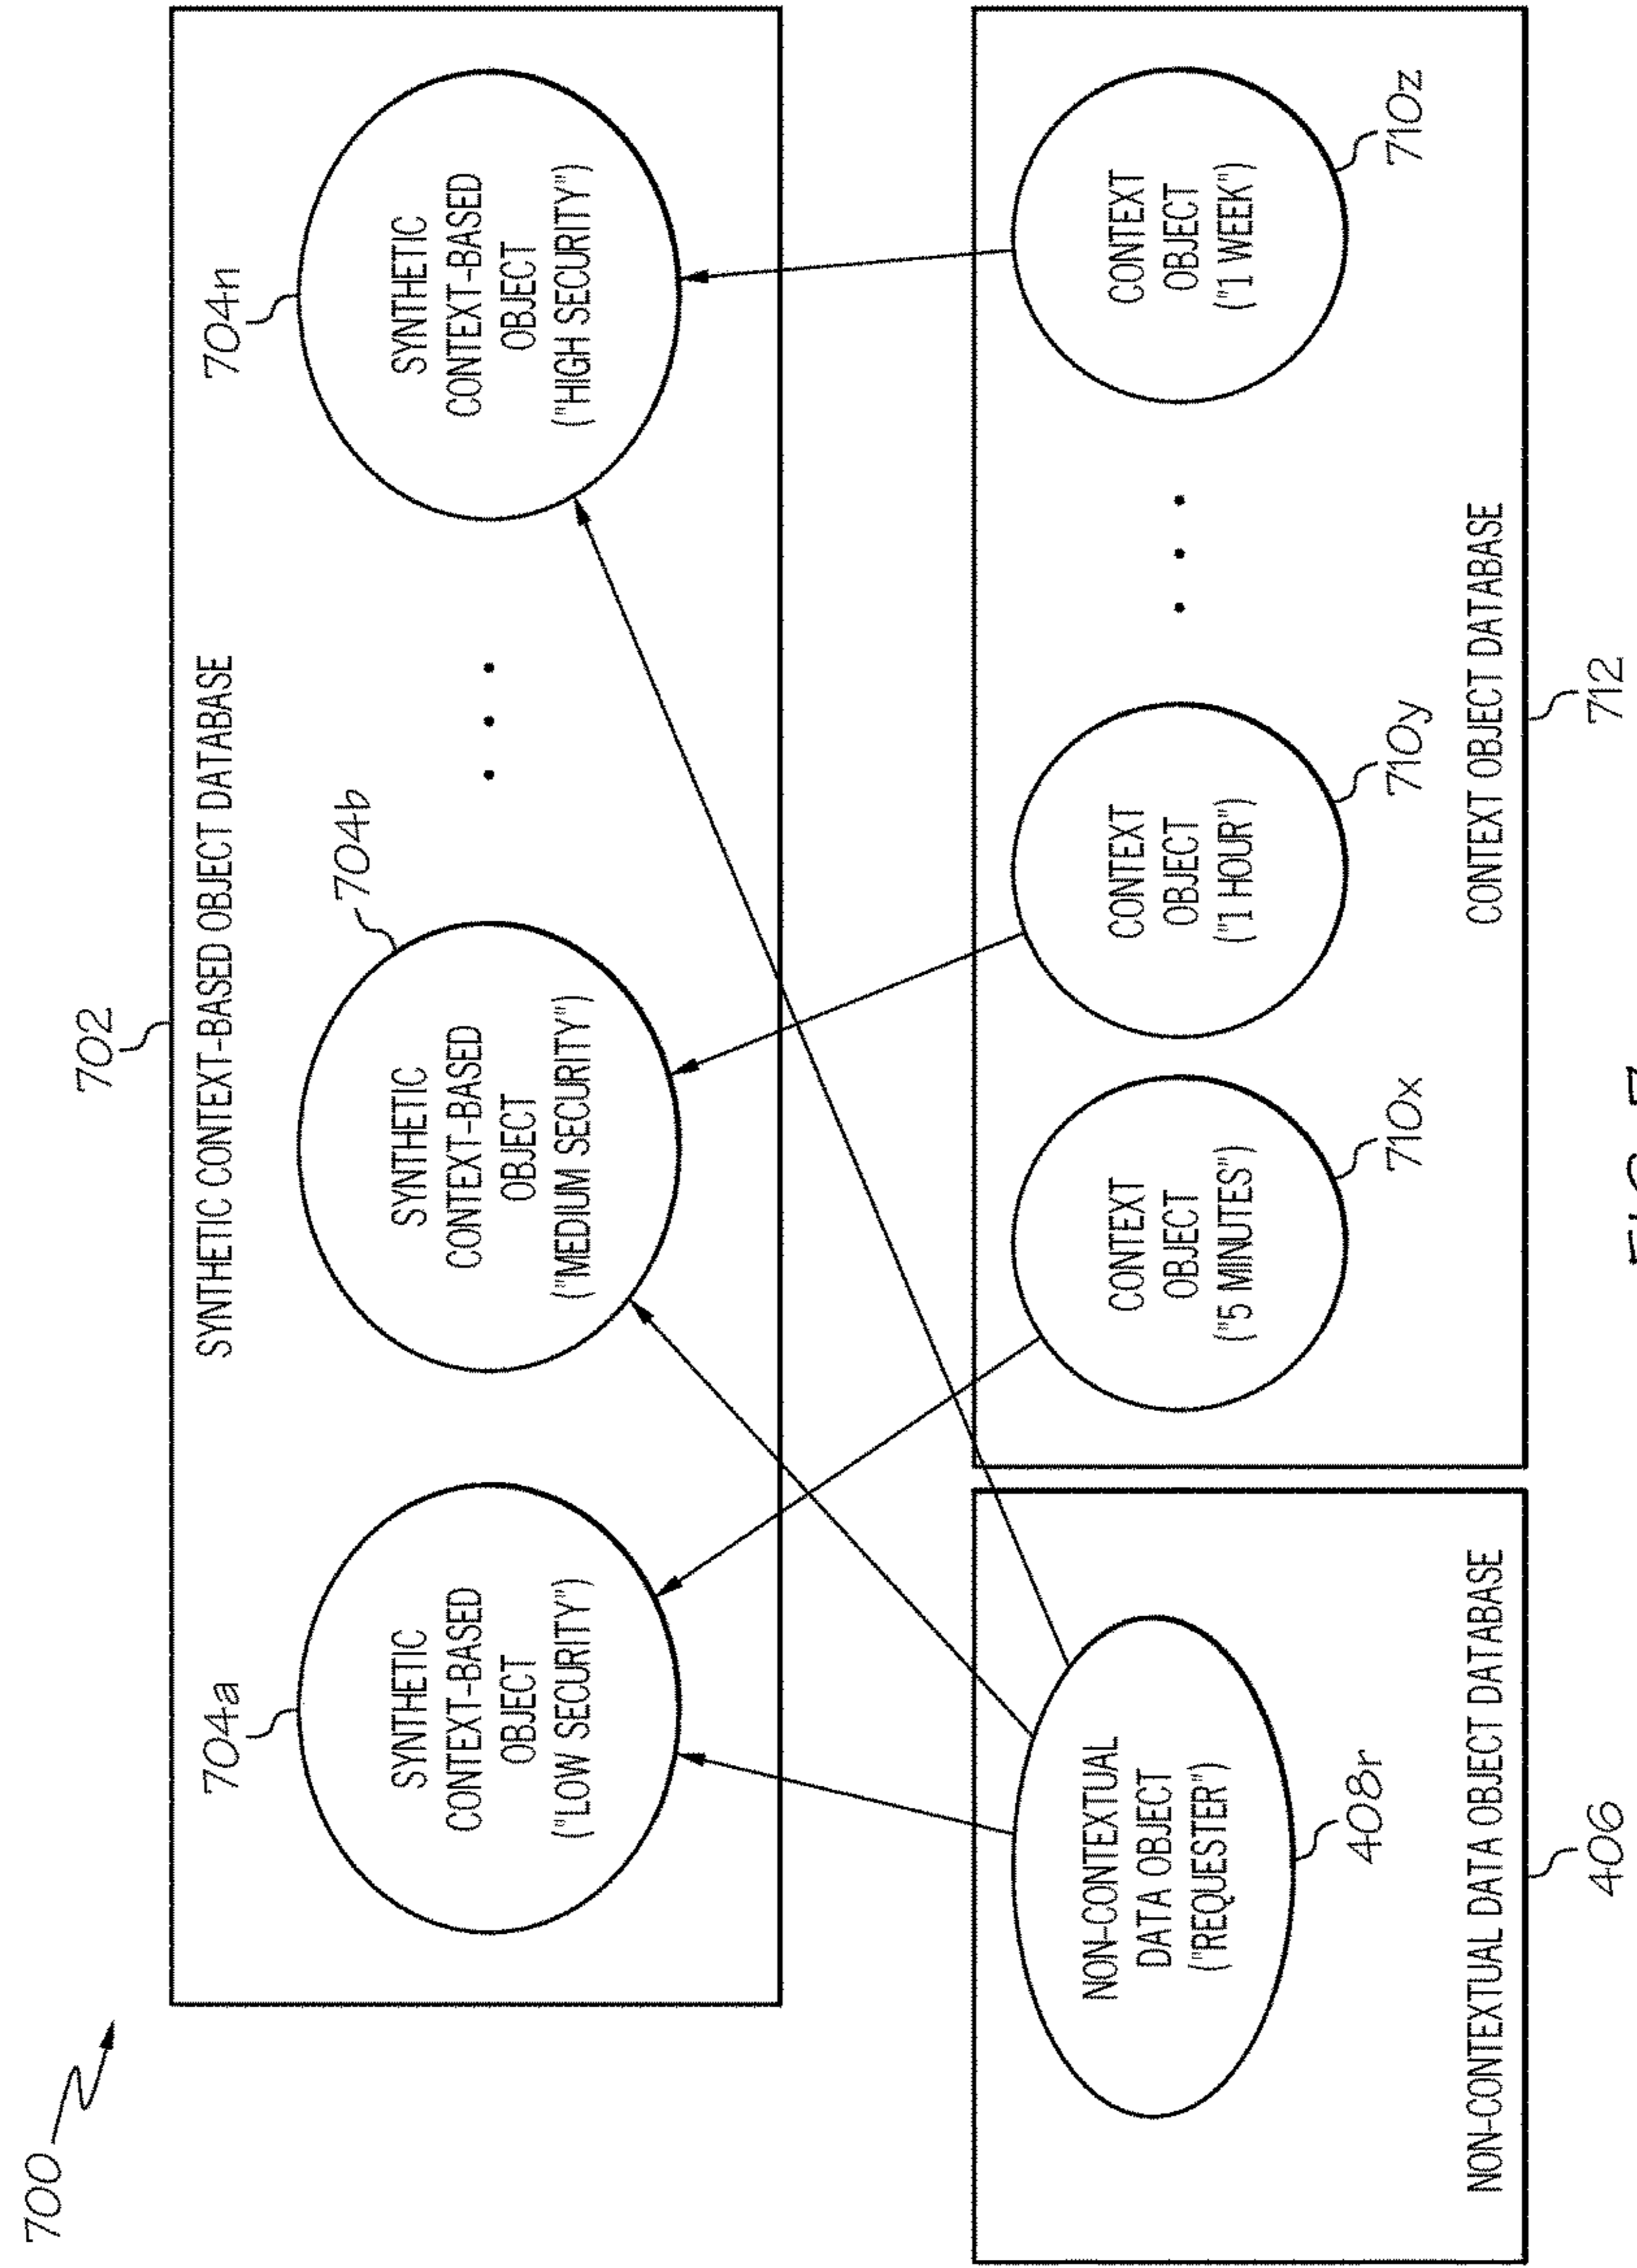 700
702
SYNTHETIC CONTEXT-BASED OBJECT DATABASE
704a
SYNTHETIC
CONTEXT-BASED
OBJECT
("LOW SECURITY")
704b
SYNTHETIC
CONTEXT-BASED
OBJECT
("MEDIUM SECURITY")
704n
SYNTHETIC
CONTEXT-BASED
OBJECT
("HIGH SECURITY")
NON-CONTEXTUAL
DATA OBJECT
("REQUESTER")
408r
NON-CONTEXTUAL DATA OBJECT DATABASE
406
CONTEXT
OBJECT
("5 MINUTES")
710x
CONTEXT
OBJECT
("1 HOUR")
710y
CONTEXT
OBJECT
("1 WEEK")
710z
CONTEXT OBJECT DATABASE
712